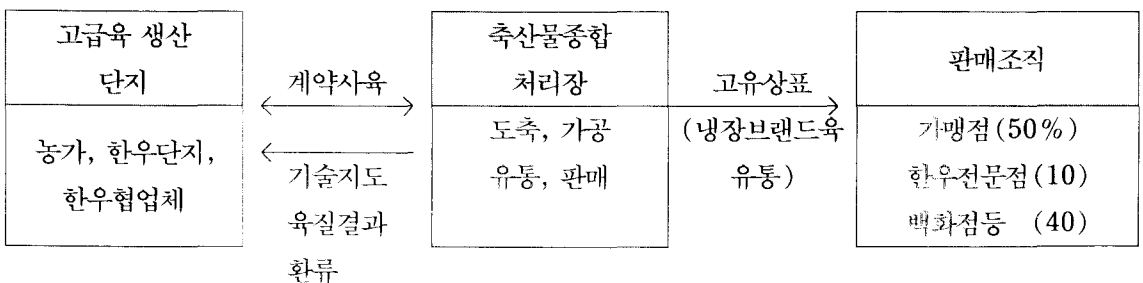 고급육 생산
단지
농가, 한우단지,
한우협업체
계약사육
기술지도
육질결과
환류
축산물종합
처리장
도축, 가공
유통, 판매
고유상표
(냉장브랜드육
유통)
판매조직
가맹점(50%)
한우전문점(10)
백화점등 (40)